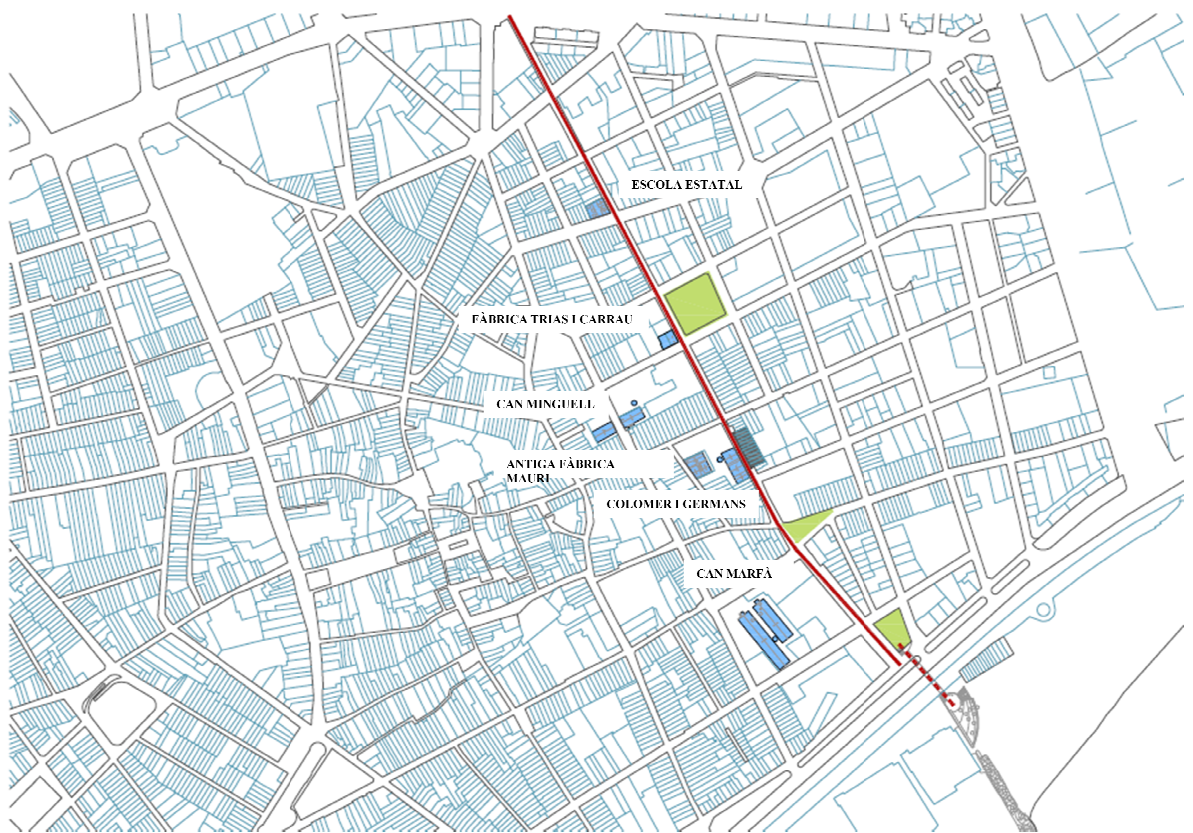 ESCOLA ESTATAL
FÀBRICA TRIAS I CARRAU
CAN MINGUELL
ANTIGA FÀBRICA
MAURI
COLOMER I GERMANS
CAN MARFÀ